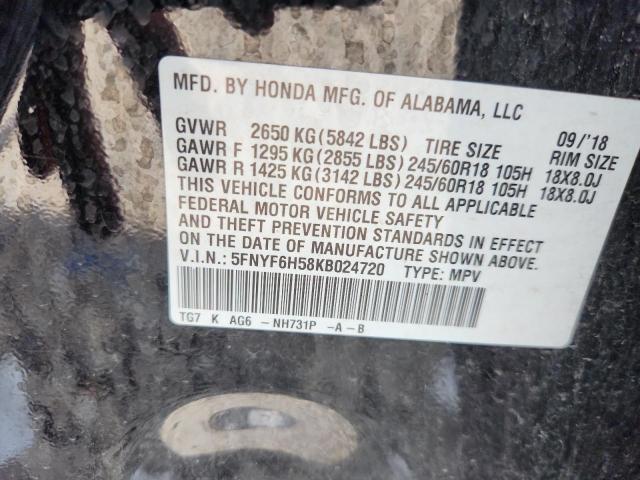 MFD. BY HONDA MFG. OF ALABAMA, LLC
09/'18
GVWR 2650 KG (5842 LBS) TIRE SIZE RIM SIZE
GAWR F 1295 KG (2855 LBS) 245/60R18 105H 18X8.0J
GAWR R 1425 KG (3142 LBS) 245/60R18 105H 18X8.0J
THIS VEHICLE CONFORMS TO ALL APPLICABLE
FEDERAL MOTOR VEHICLE SAFETY
AND THEFT PREVENTION STANDARDS IN EFFECT
ON THE DATE OF MANUFACTURE SHOWN ABOVE.
V.I.N.: 5FNYF6H58KB024720 TYPE: MPV
TG7 K AG6 -NH731P -A-B